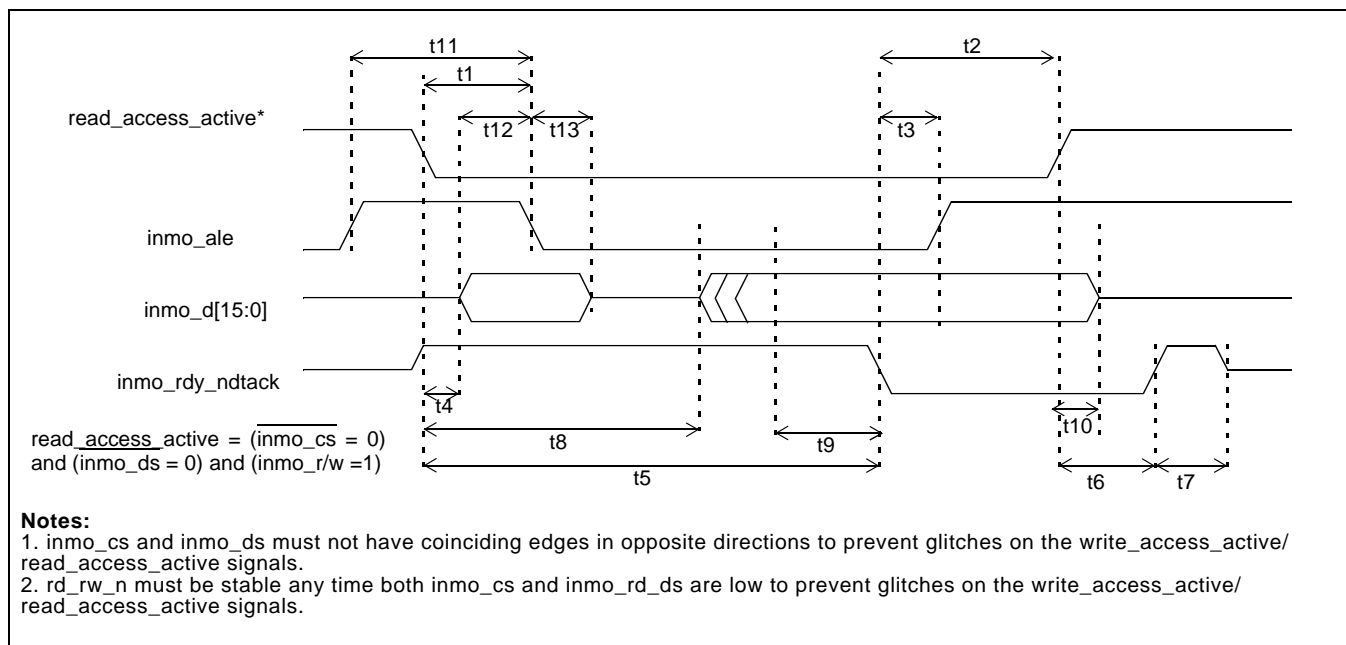 t11
t2
t1
read_access_active*
t12
t13
t3
inmo_ale
inmo_d[15:0]
inmo_rdy_ndtack
t4
t10
t8
t9
read_access_active = (inmo_cs = 0)
and (inmo_ds = 0) and (inmo_r/w =1)
t5
t6
t7
Notes:
1. inmo_cs and inmo_ds must not have coinciding edges in opposite directions to prevent glitches on the write_access_active/
read_access_active signals.
2. rd_rw_n must be stable any time both inmo_cs and inmo_rd_ds are low to prevent glitches on the write_access_active/
read_access_active signals.